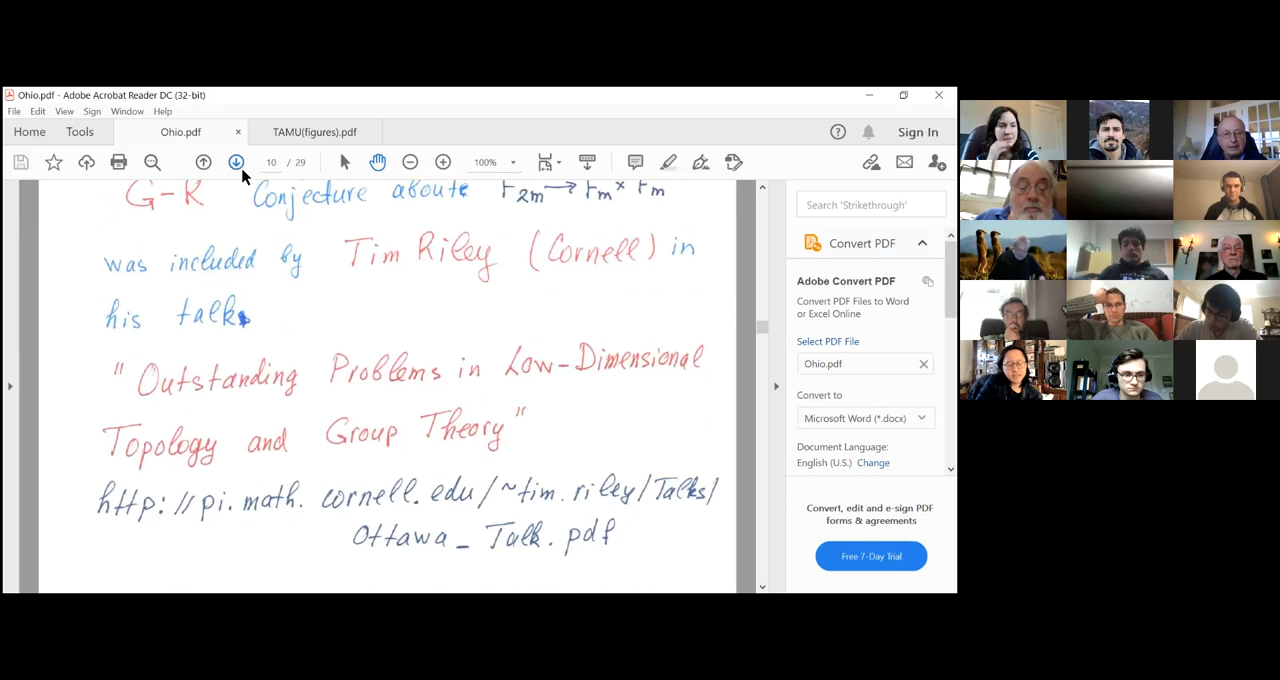 Ohio.pdf - Adobe Acrobat Reader DC (32-bit)
File Edit View Sign Window Help
Home Tools Ohio.pdf × TAMU(figures).pdf Sign In
10 / 29 100%
G-R Conjecture about F₂ₘ → Fₘ × Fₘ
was included by Tim Riley (Cornell) in
his talks
"Outstanding Problems in Low-Dimensional
Topology and Group Theory"
http://pi.math.cornell.edu/~tim.riley/Talks/
Ottawa_Talk.pdf
Search 'Strikethrough'
Convert PDF
Adobe Convert PDF
Convert PDF Files to Word
or Excel Online
Select PDF File
Ohio.pdf
Convert to
Microsoft Word (*.docx)
Document Language:
English (U.S.) Change
Convert, edit and e-sign PDF
forms & agreements
Free 7-Day Trial